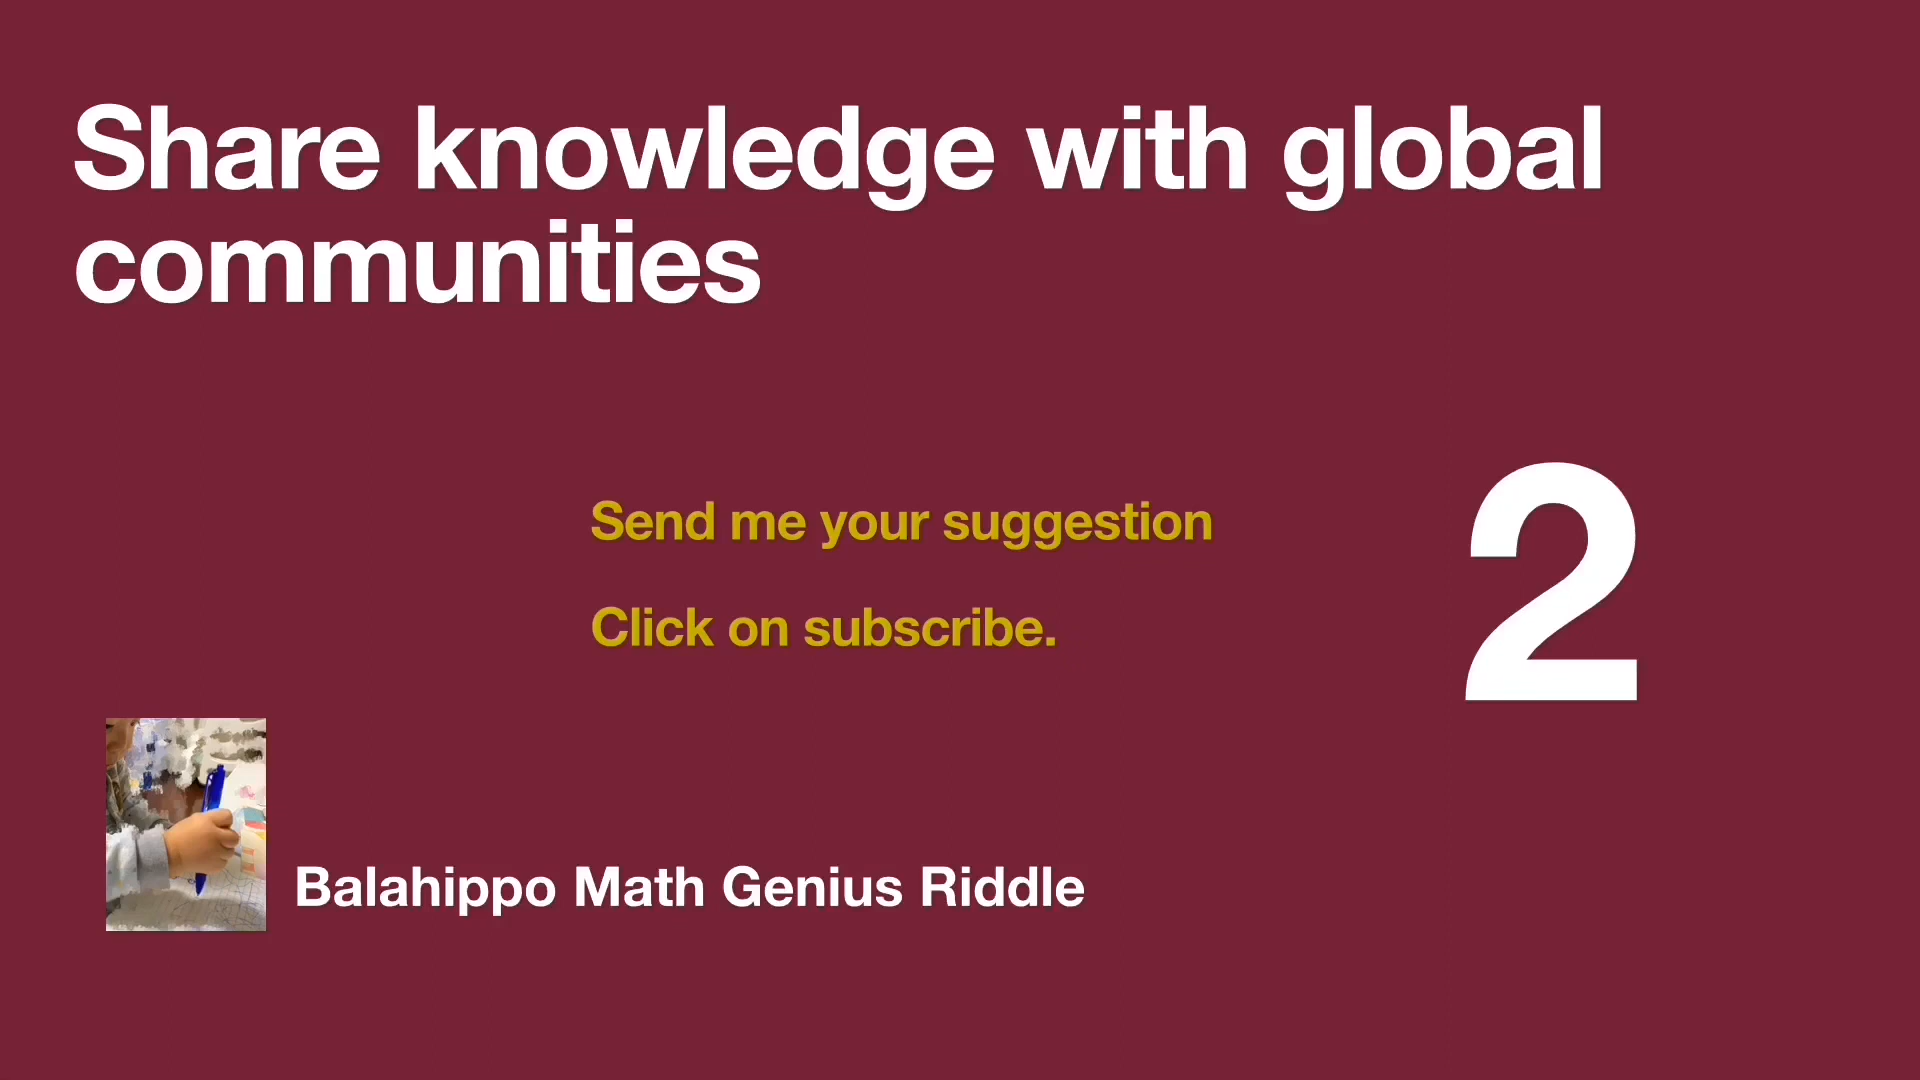 Share knowledge with global
communities
Send me your suggestion
Click on subscribe.
2
Balahippo Math Genius Riddle